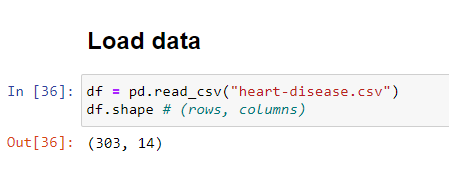 Load data
In [36]: df = pd.read_csv("heart-disease.csv")
df.shape # (rows, columns)
Out[36]: (303, 14)